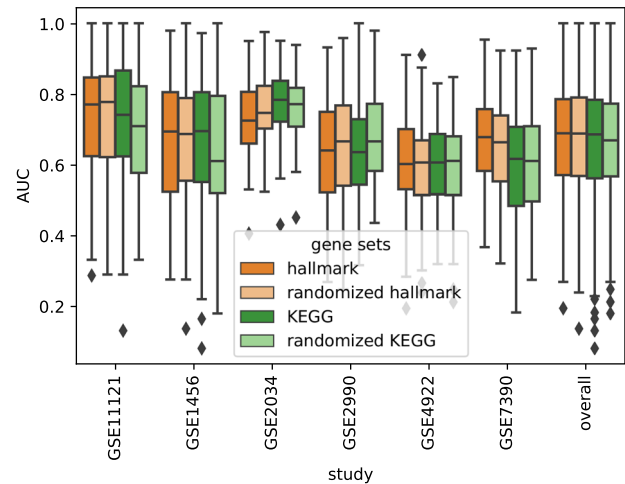 1.0
0.8
0.6
0.4
0.2
AUC
gene sets
hallmark
randomized hallmark
KEGG
randomized KEGG
GSE11121
GSE1456
GSE2034
GSE2990
GSE4922
GSE7390
overall
study